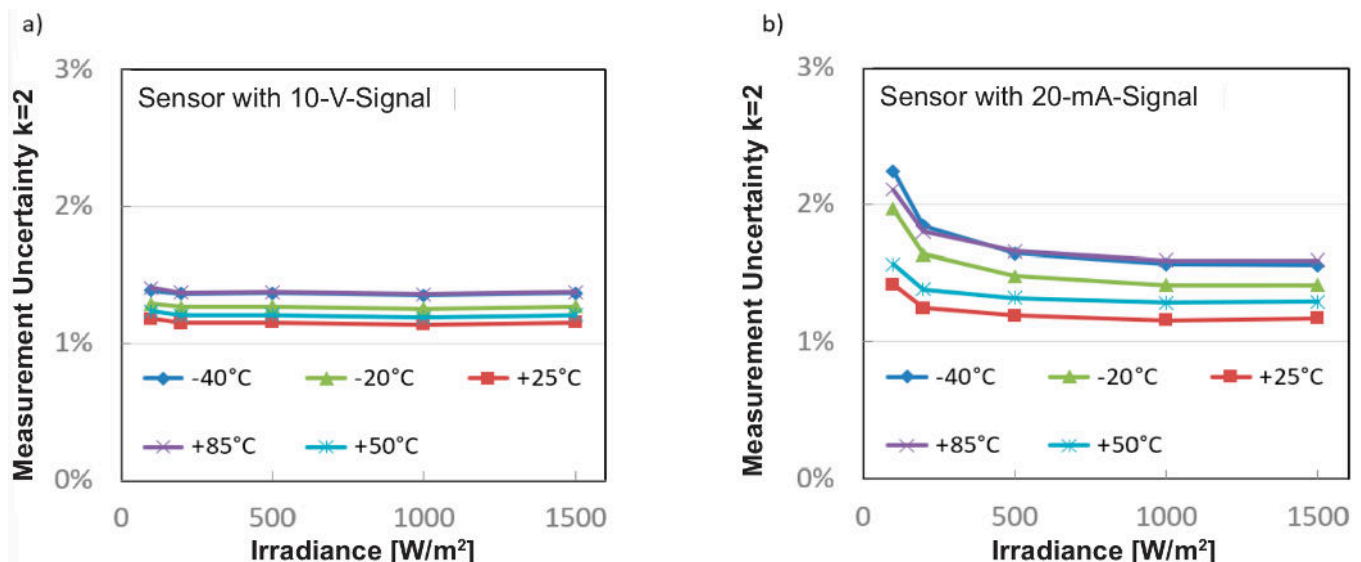 a)
3%
2%
1%
0%
Measurement Uncertainty k=2
Sensor with 10-V-Signal
-40°C -20°C +25°C
+85°C +50°C
0 500 1000 1500
Irradiance [W/m²]
b)
3%
2%
1%
0%
Measurement Uncertainty k=2
Sensor with 20-mA-Signal
-40°C -20°C +25°C
+85°C +50°C
0 500 1000 1500
Irradiance [W/m²]